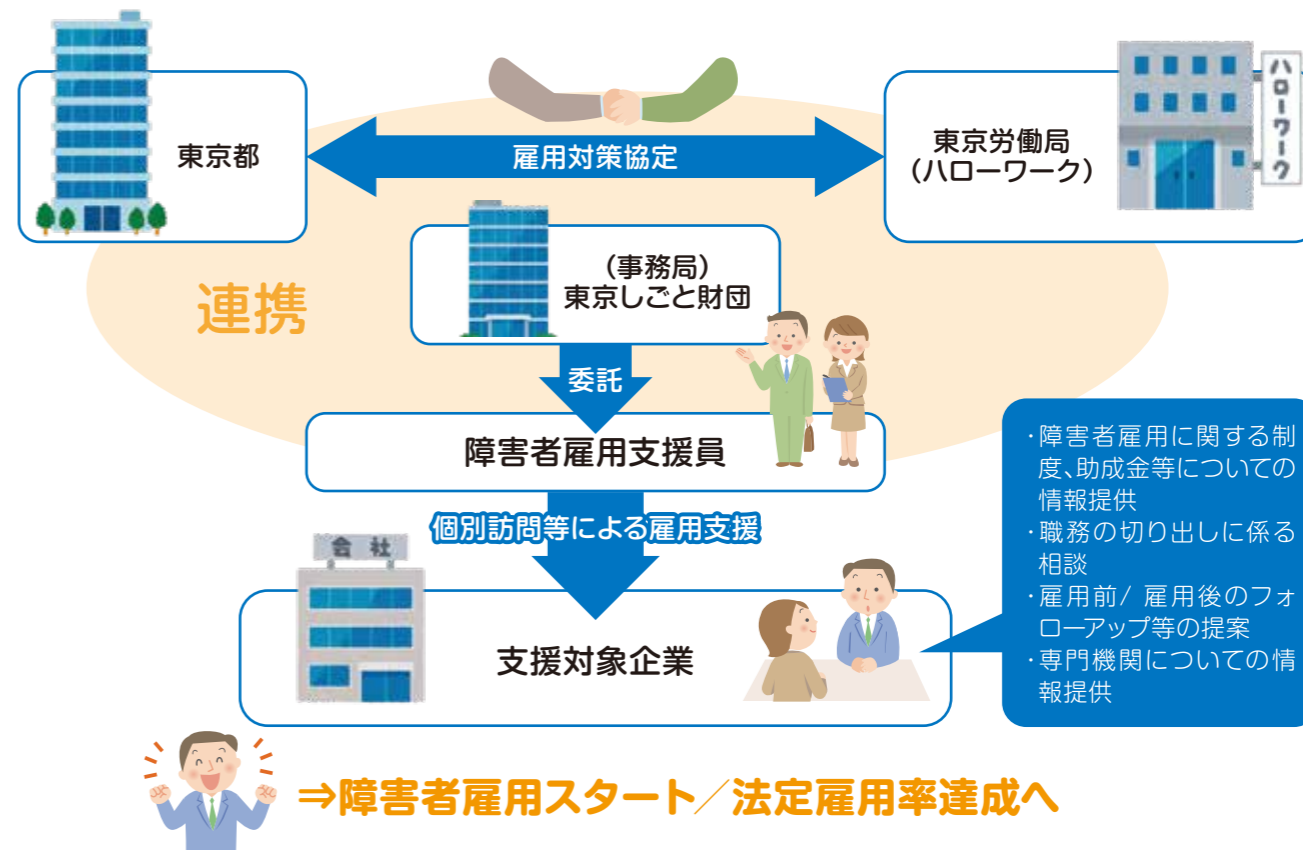 東京都
雇用対策協定
東京労働局
(ハローワーク)
ハローワーク
連携
(事務局)
東京しごと財団
委託
障害者雇用支援員
個別訪問等による雇用支援
会社
支援対象企業
・障害者雇用に関する制
度、助成金等についての
情報提供
・職務の切り出しに係る
相談
・雇用前/ 雇用後のフォ
ローアップ等の提案
・専門機関についての情
報提供
⇒障害者雇用スタート／法定雇用率達成へ